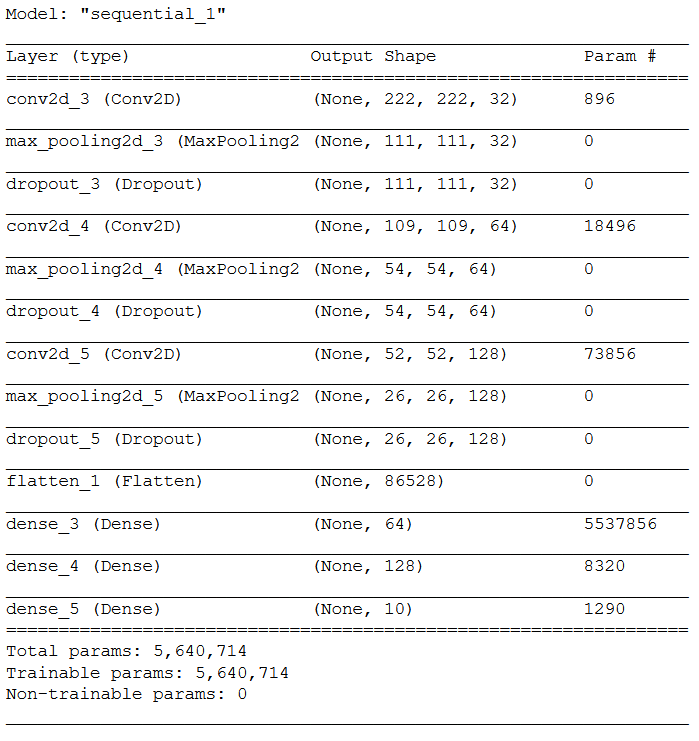 Model: "sequential_1"
Layer (type) Output Shape Param #
conv2d_3 (Conv2D) (None, 222, 222, 32) 896
max_pooling2d_3 (MaxPooling2 (None, 111, 111, 32) 0
dropout_3 (Dropout) (None, 111, 111, 32) 0
conv2d_4 (Conv2D) (None, 109, 109, 64) 18496
max_pooling2d_4 (MaxPooling2 (None, 54, 54, 64) 0
dropout_4 (Dropout) (None, 54, 54, 64) 0
conv2d_5 (Conv2D) (None, 52, 52, 128) 73856
max_pooling2d_5 (MaxPooling2 (None, 26, 26, 128) 0
dropout_5 (Dropout) (None, 26, 26, 128) 0
flatten_1 (Flatten) (None, 86528) 0
dense_3 (Dense) (None, 64) 5537856
dense_4 (Dense) (None, 128) 8320
dense_5 (Dense) (None, 10) 1290
Total params: 5,640,714
Trainable params: 5,640,714
Non-trainable params: 0